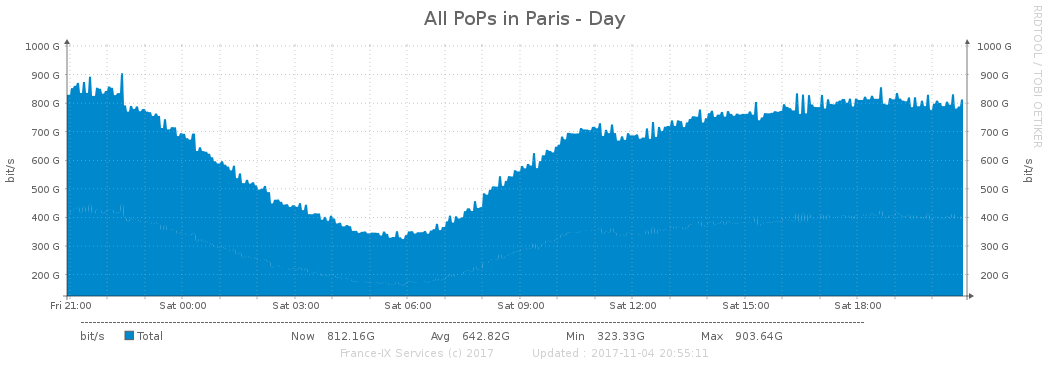 All PoPs in Paris - Day
RRDTOOL / TOBI OETIKER
bit/s
1000 G
900 G
800 G
700 G
600 G
500 G
400 G
300 G
200 G
1000 G
900 G
800 G
700 G
600 G
500 G
400 G
300 G
200 G
bit/s
Fri 21:00 Sat 00:00 Sat 03:00 Sat 06:00 Sat 09:00 Sat 12:00 Sat 15:00 Sat 18:00
bit/s Total Now 812.16G Avg 642.82G Min 323.33G Max 903.64G
France-IX Services (c) 2017 Updated : 2017-11-04 20:55:11